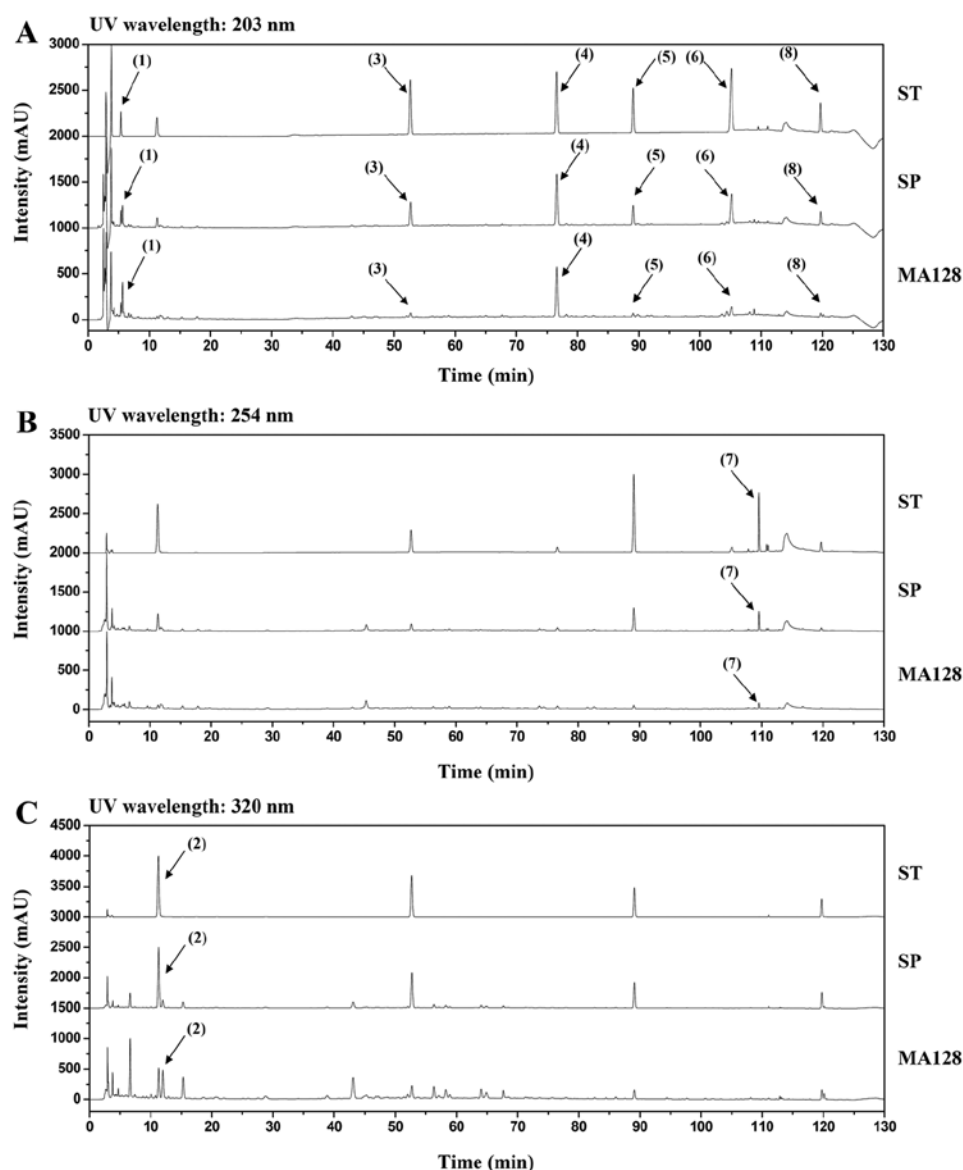 A
UV wavelength: 203 nm
3000
2500
2000
1500
1000
500
0
Intensity (mAU)
(1) (3) (4) (5) (6) (8) ST
(1) (3) (4) (5) (6) (8) SP
(1) (3) (4) (5) (6) (8) MA128
0 10 20 30 40 50 60 70 80 90 100 110 120 130
Time (min)
B
UV wavelength: 254 nm
3500
3000
2500
2000
1500
1000
500
0
Intensity (mAU)
(7) ST
(7) SP
(7) MA128
0 10 20 30 40 50 60 70 80 90 100 110 120 130
Time (min)
C
UV wavelength: 320 nm
4500
4000
3500
3000
2500
2000
1500
1000
500
0
Intensity (mAU)
(2) ST
(2) SP
(2) MA128
0 10 20 30 40 50 60 70 80 90 100 110 120 130
Time (min)